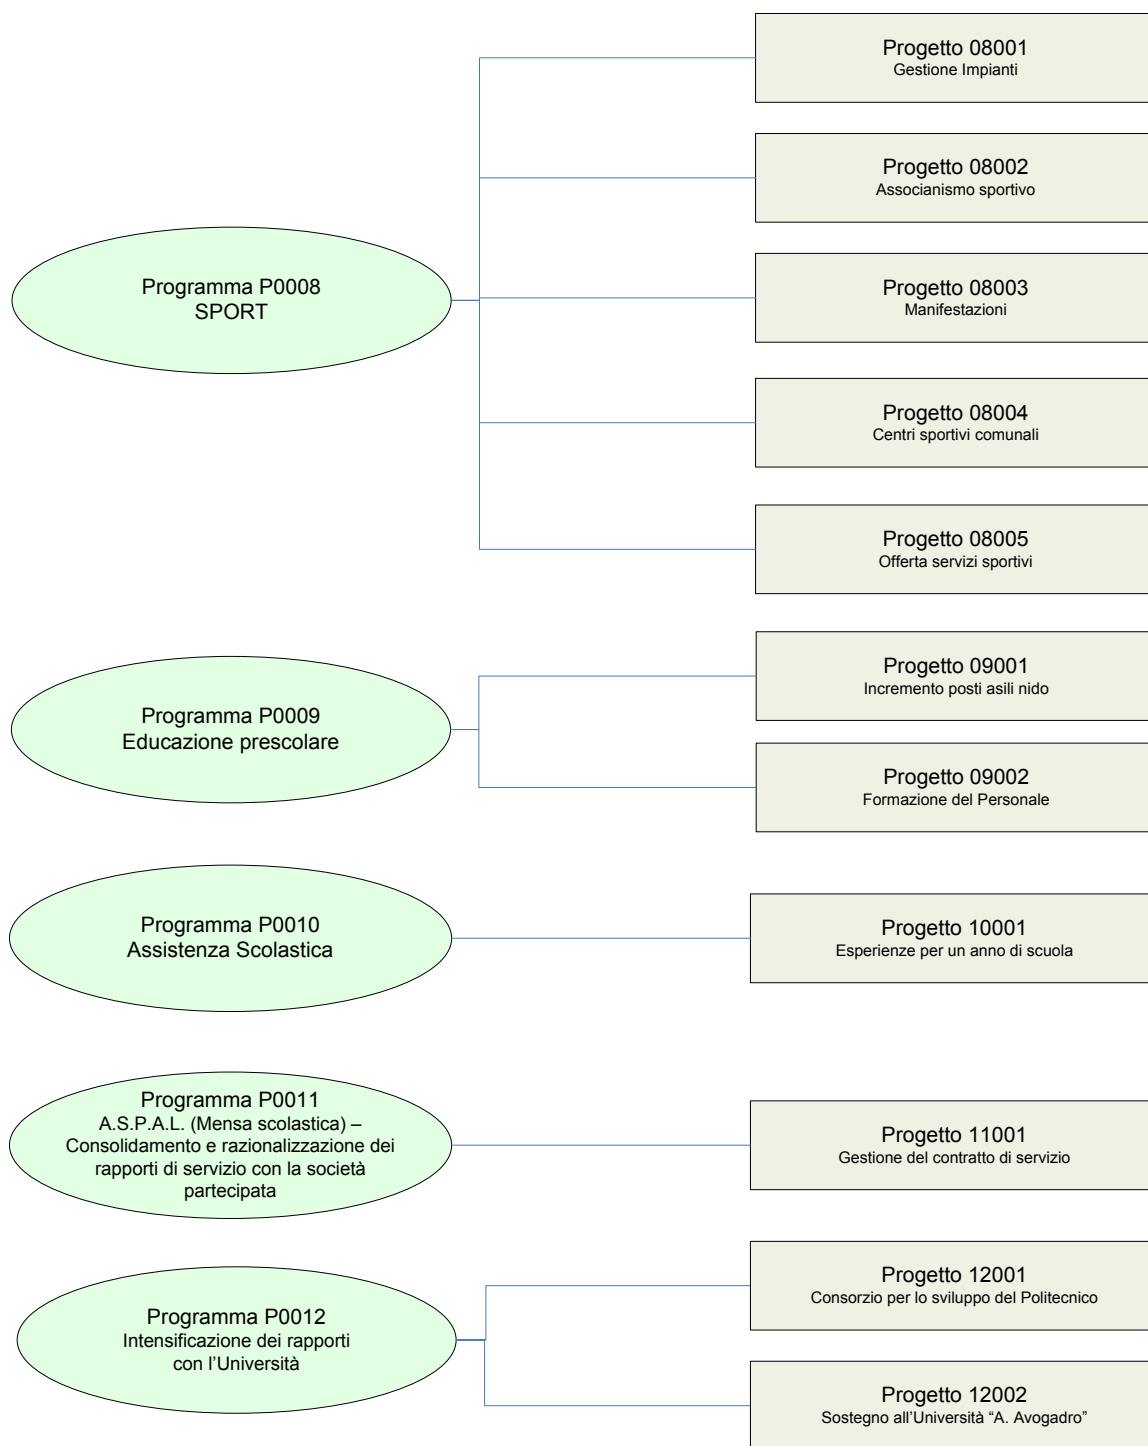 Progetto 08001
Gestione Impianti
Progetto 08002
Associanismo sportivo
Programma P0008
SPORT
Progetto 08003
Manifestazioni
Progetto 08004
Centri sportivi comunali
Progetto 08005
Offerta servizi sportivi
Programma P0009
Educazione prescolare
Progetto 09001
Incremento posti asili nido
Progetto 09002
Formazione del Personale
Programma P0010
Assistenza Scolastica
Progetto 10001
Esperienze per un anno di scuola
Programma P0011
A.S.P.A.L. (Mensa scolastica) –
Consolidamento e razionalizzazione dei
rapporti di servizio con la società
partecipata
Progetto 11001
Gestione del contratto di servizio
Programma P0012
Intensificazione dei rapporti
con l’Università
Progetto 12001
Consorzio per lo sviluppo del Politecnico
Progetto 12002
Sostegno all’Università “A. Avogadro”